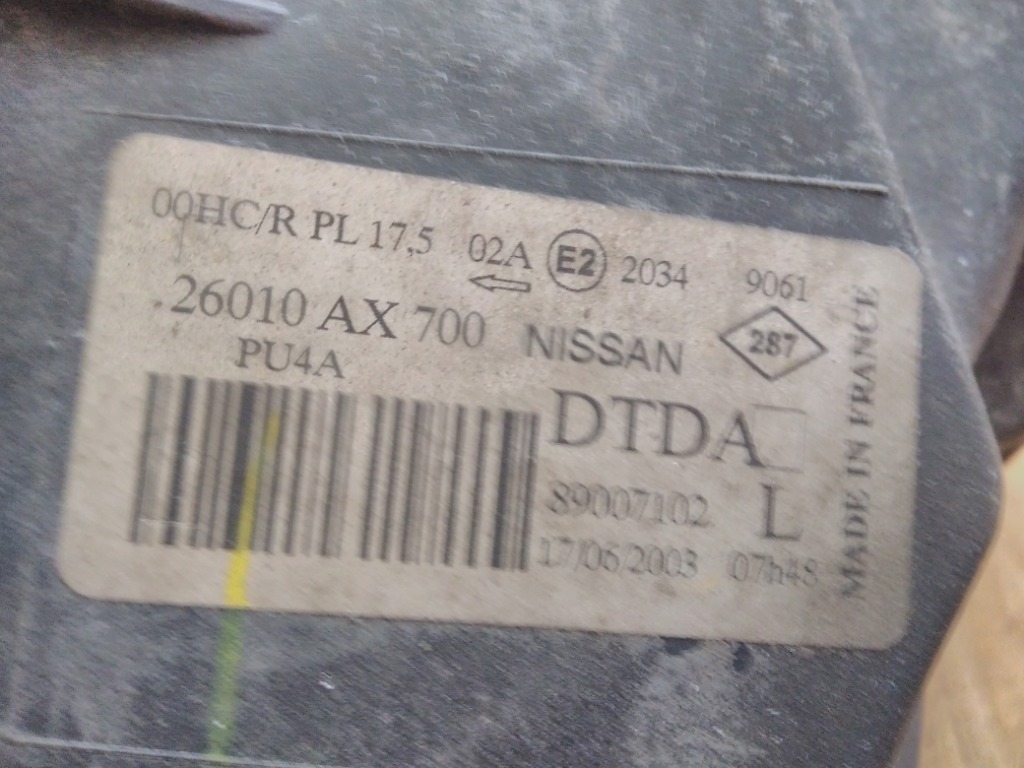 00HC/R PL 17,5 02A E2 2034 9061
26010 AX 700 NISSAN 287
PU4A
DTDA
89007102 L
17/06/2003 07h48
MADE IN FRANCE